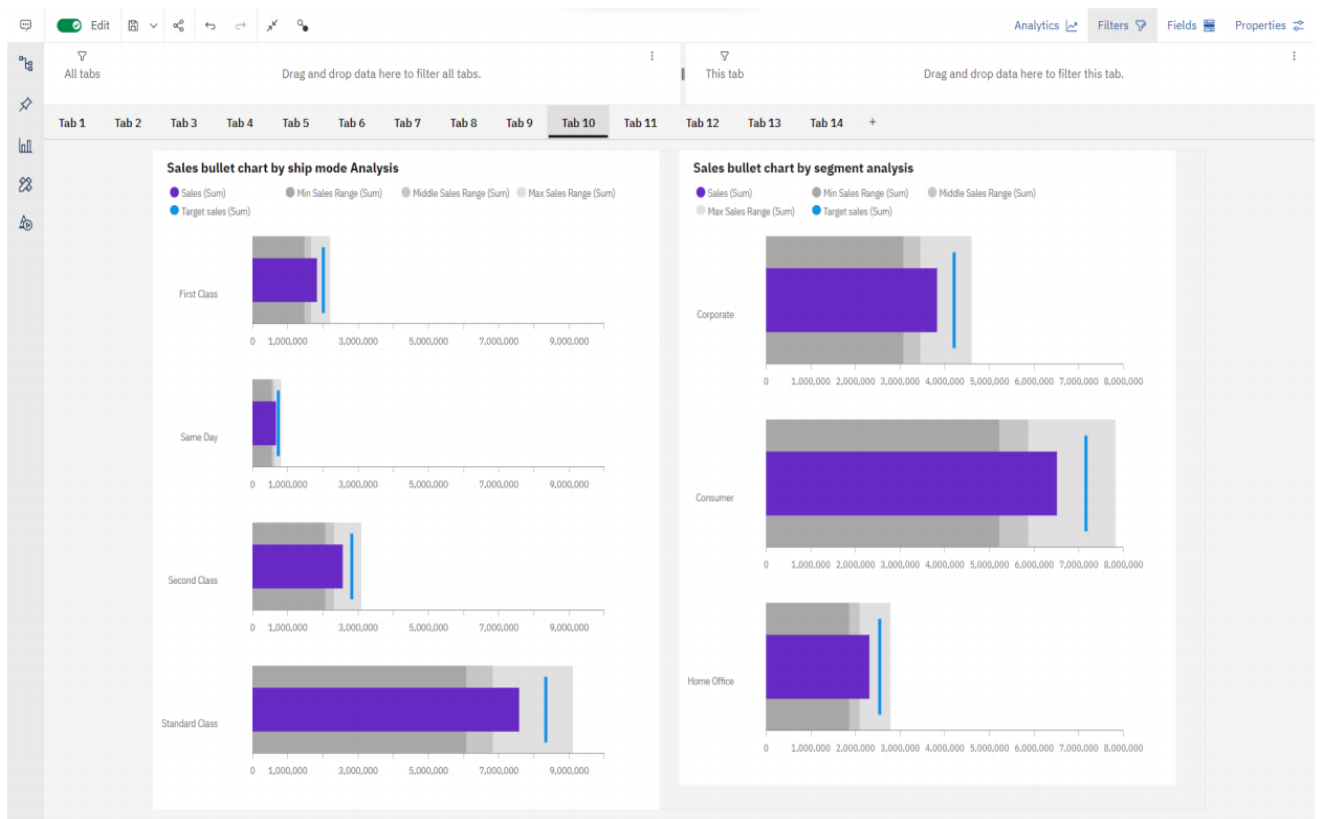 Edit
Analytics
Filters
Fields
Properties
All tabs
Drag and drop data here to filter all tabs.
This tab
Drag and drop data here to filter this tab.
Tab 1 Tab 2 Tab 3 Tab 4 Tab 5 Tab 6 Tab 7 Tab 8 Tab 9 Tab 10 Tab 11 Tab 12 Tab 13 Tab 14 +
Sales bullet chart by ship mode Analysis
Sales (Sum) Min Sales Range (Sum) Middle Sales Range (Sum) Max Sales Range (Sum)
Target sales (Sum)
First Class
0 1,000,000 3,000,000 5,000,000 7,000,000 9,000,000
Same Day
0 1,000,000 3,000,000 5,000,000 7,000,000 9,000,000
Second Class
0 1,000,000 3,000,000 5,000,000 7,000,000 9,000,000
Standard Class
0 1,000,000 3,000,000 5,000,000 7,000,000 9,000,000
Sales bullet chart by segment analysis
Sales (Sum) Min Sales Range (Sum) Middle Sales Range (Sum)
Max Sales Range (Sum) Target sales (Sum)
Corporate
0 1,000,000 2,000,000 3,000,000 4,000,000 5,000,000 6,000,000 7,000,000 8,000,000
Consumer
0 1,000,000 2,000,000 3,000,000 4,000,000 5,000,000 6,000,000 7,000,000 8,000,000
Home Office
0 1,000,000 2,000,000 3,000,000 4,000,000 5,000,000 6,000,000 7,000,000 8,000,000